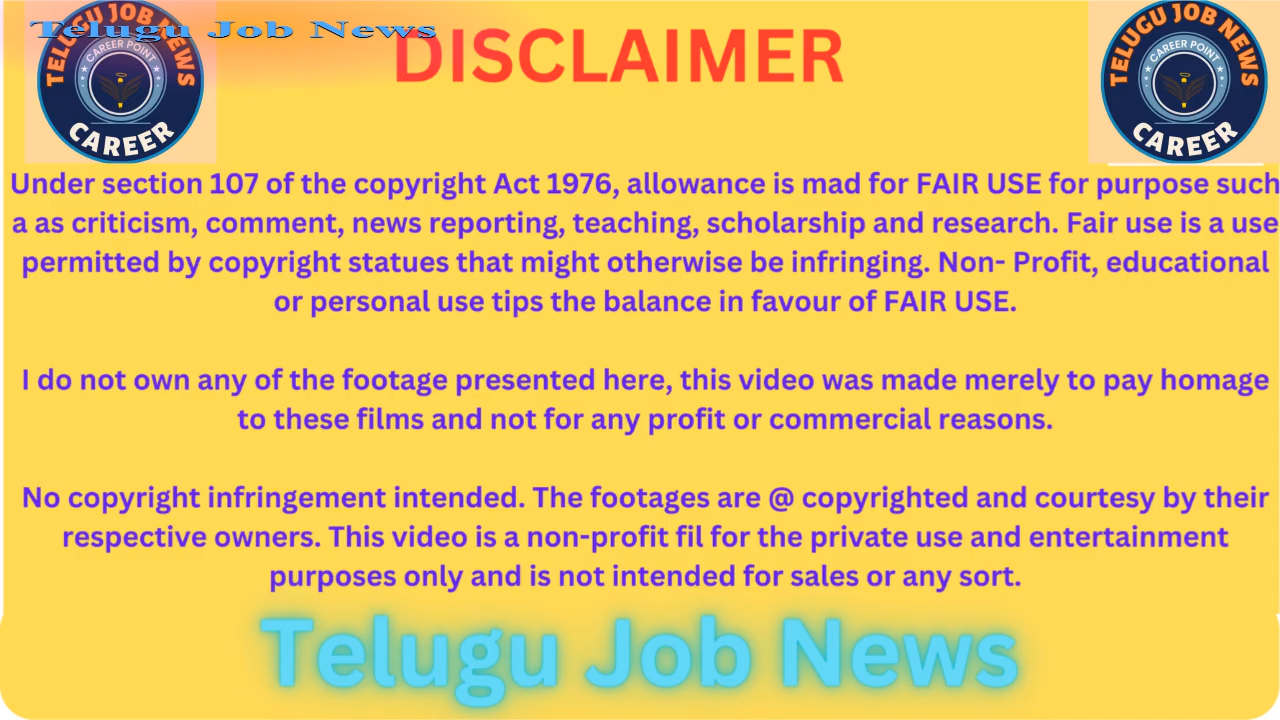 Telugu Job News
DISCLAIMER
TELUGU JOB NEWS
CAREER POINT
CAREER
TELUGU JOB NEWS
CAREER POINT
CAREER
Under section 107 of the copyright Act 1976, allowance is mad for FAIR USE for purpose such
a as criticism, comment, news reporting, teaching, scholarship and research. Fair use is a use
permitted by copyright statues that might otherwise be infringing. Non- Profit, educational
or personal use tips the balance in favour of FAIR USE.
I do not own any of the footage presented here, this video was made merely to pay homage
to these films and not for any profit or commercial reasons.
No copyright infringement intended. The footages are @ copyrighted and courtesy by their
respective owners. This video is a non-profit fil for the private use and entertainment
purposes only and is not intended for sales or any sort.
Telugu Job News